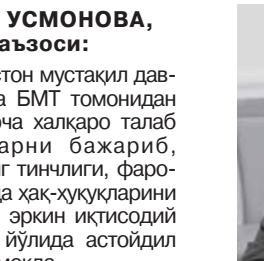 УСМОНОВА,
аъзоси:
стон мустақил дав-
а БМТ томонидан
ча халқаро талаб
арни бажариб,
г тинчлиги, фаро-
да ҳақ-ҳуқуқларини
эркин иқтисодий
йўлида астойдил